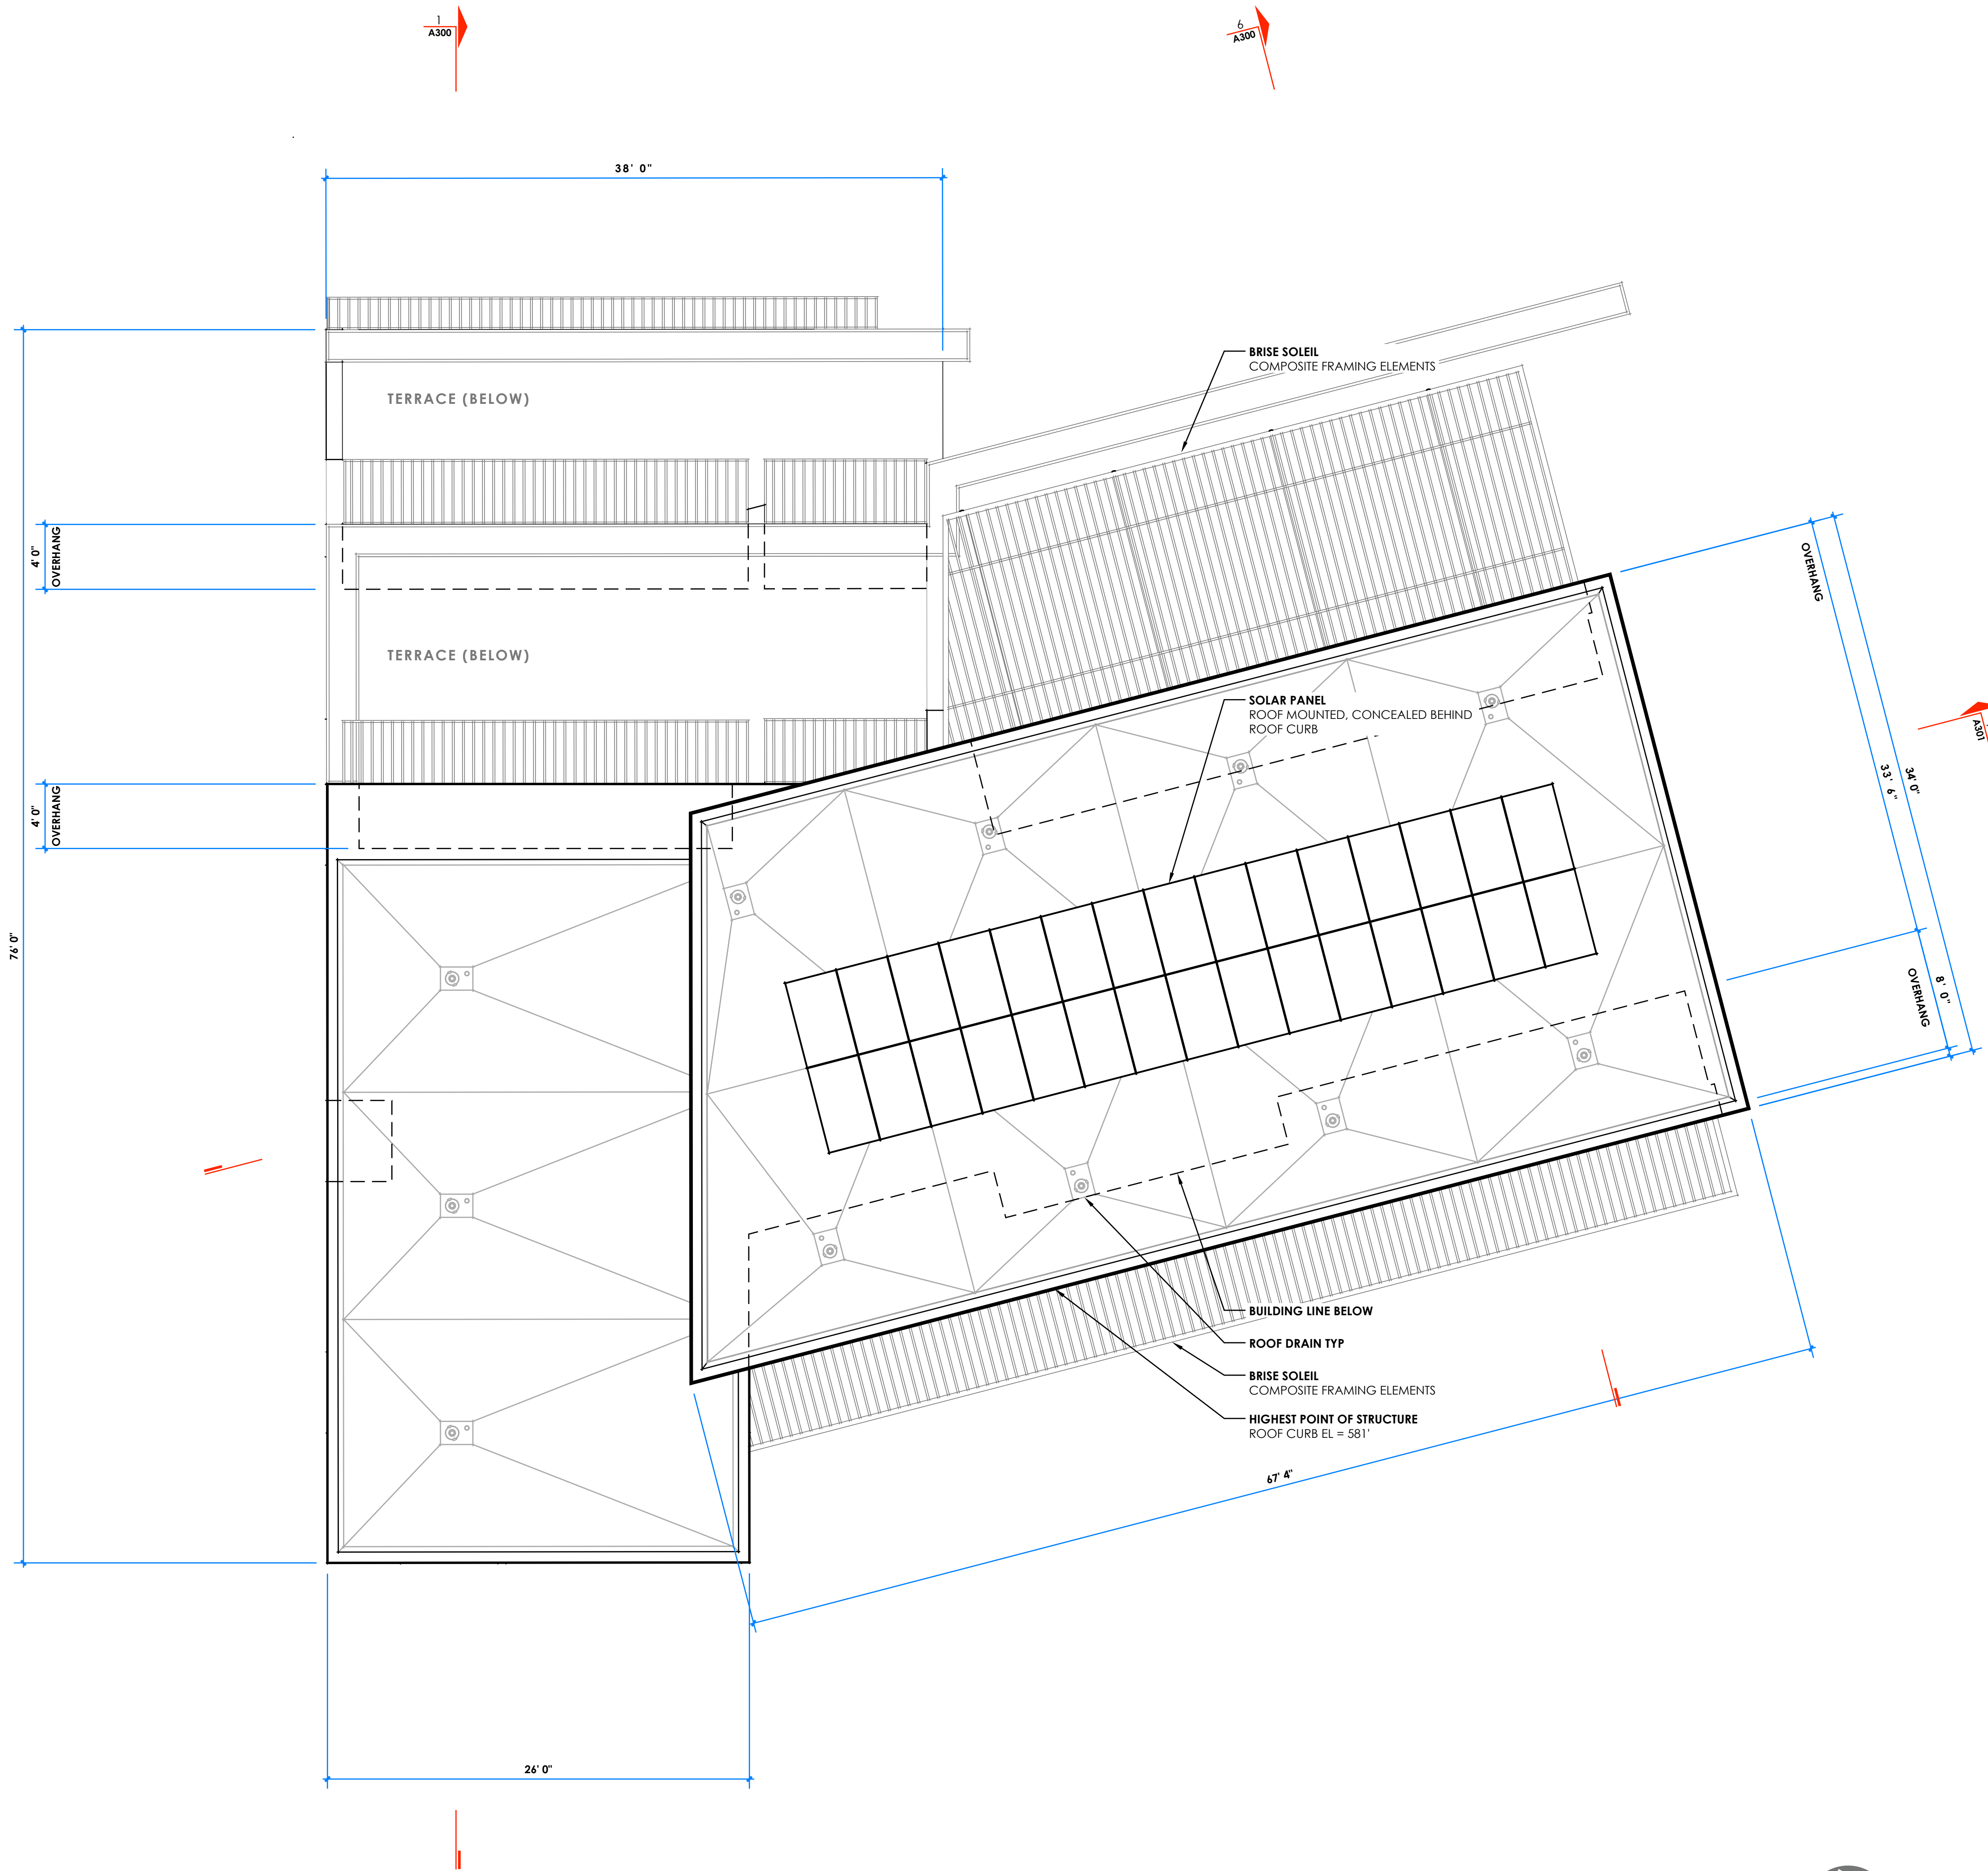 1
A300
6
A300
38' 0"
BRISE SOLEIL
COMPOSITE FRAMING ELEMENTS
TERRACE (BELOW)
4' 0"
OVERHANG
OVERHANG
TERRACE (BELOW)
SOLAR PANEL
ROOF MOUNTED, CONCEALED BEHIND
ROOF CURB
A301
33' 6"
34' 0"
4' 0"
OVERHANG
76' 0"
8' 0"
OVERHANG
BUILDING LINE BELOW
ROOF DRAIN TYP
BRISE SOLEIL
COMPOSITE FRAMING ELEMENTS
HIGHEST POINT OF STRUCTURE
ROOF CURB EL = 581'
67' 4"
26' 0"